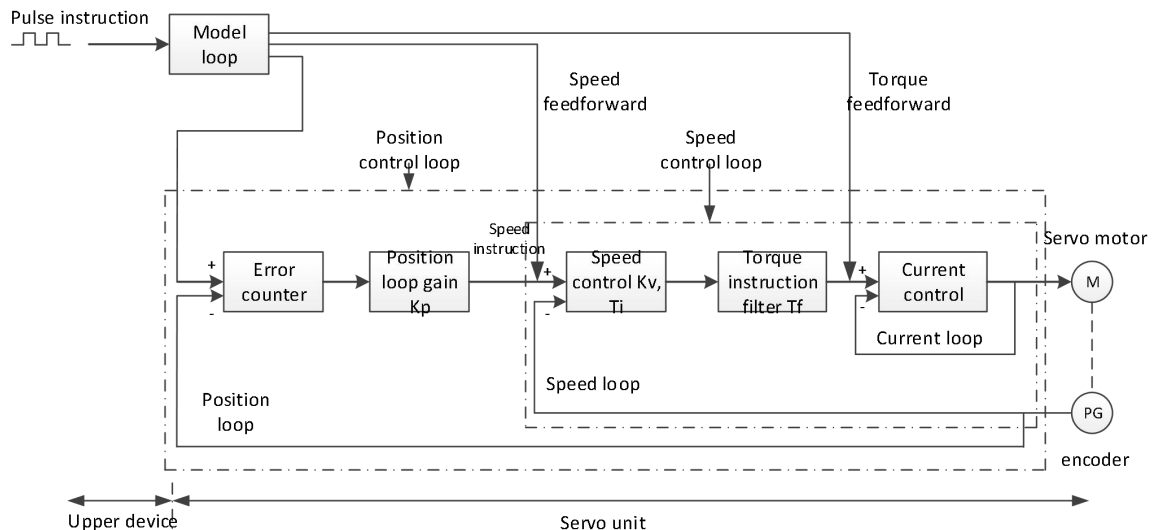 Pulse instruction
Model
loop
Speed
feedforward
Torque
feedforward
Position
control loop
Speed
control loop
Speed
instruction
Servo motor
+
-
Error
counter
Position
loop gain
Kp
+
-
Speed
control Kv,
Ti
Torque
instruction
filter Tf
+
-
Current
control
M
Current loop
Speed loop
Position
loop
PG
encoder
Upper device
Servo unit